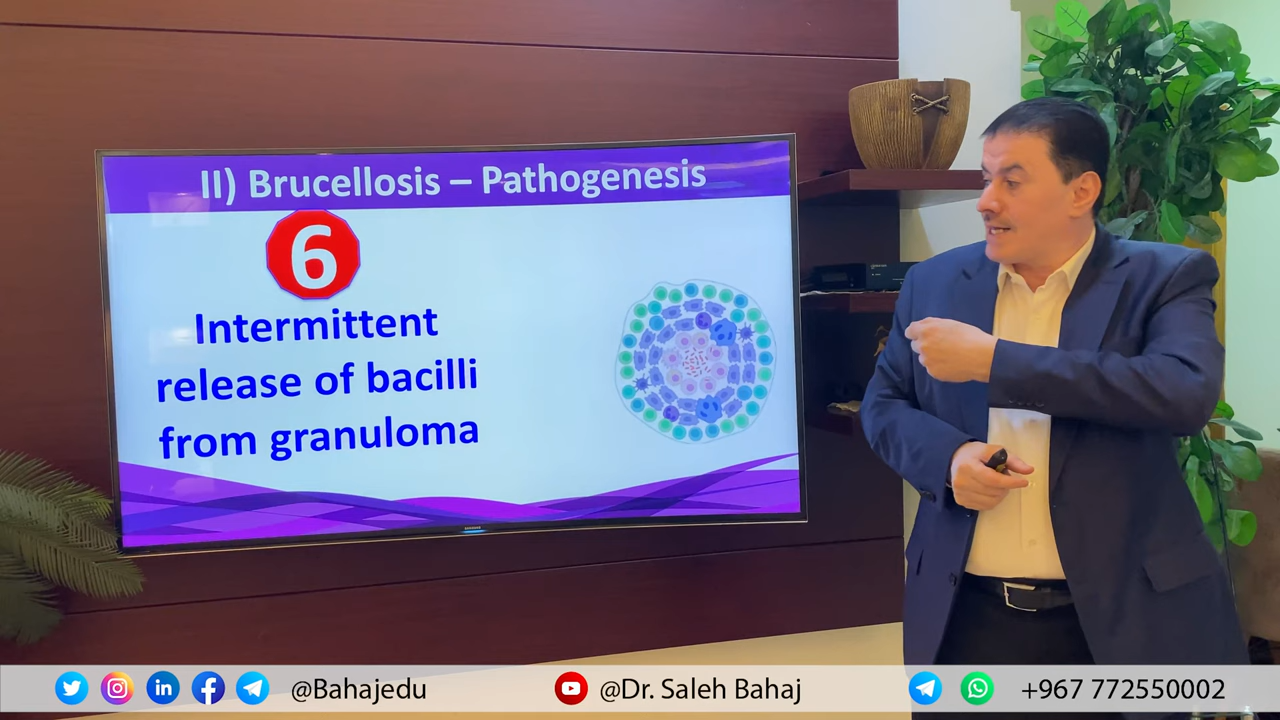 II) Brucellosis – Pathogenesis
6
Intermittent
release of bacilli
from granuloma
@Bahajedu
@Dr. Saleh Bahaj
+967 772550002